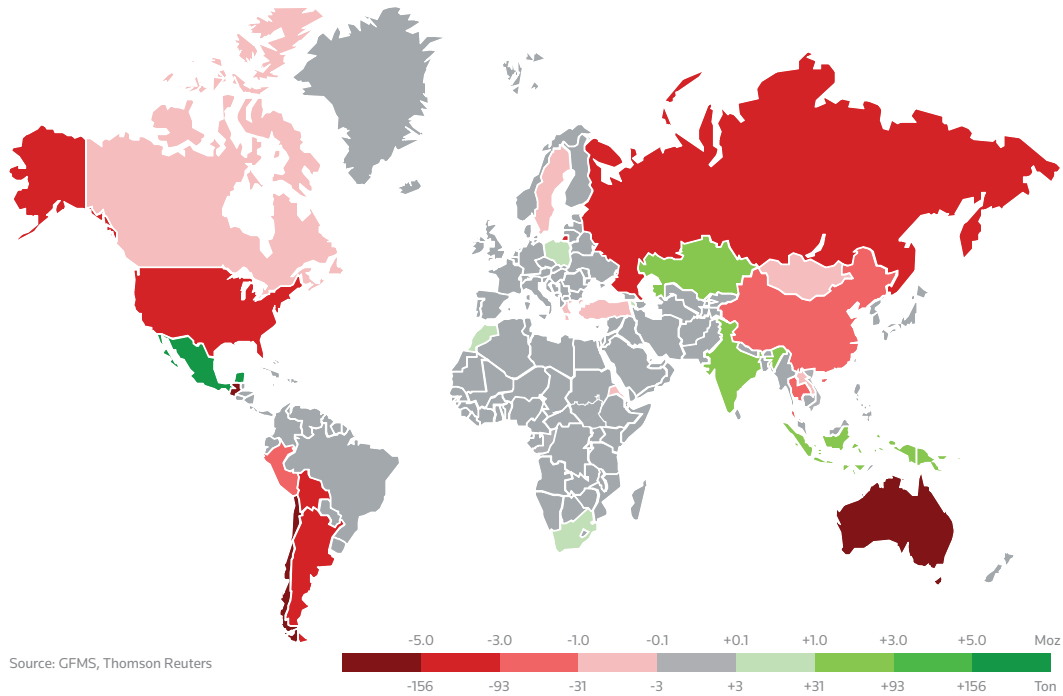 -5.0 -3.0 -1.0 -0.1 +0.1 +1.0 +3.0 +5.0 Moz
Source: GFMS, Thomson Reuters
-156 -93 -31 -3 +3 +31 +93 +156 Ton